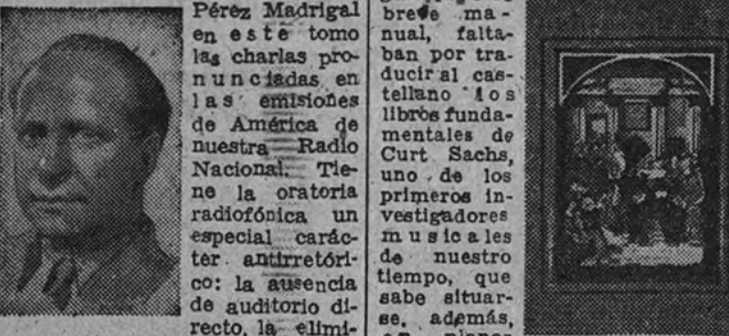 Pérez Madrigal
en este tomo
las charlas pro-
nunciadas en
las emisiones
de América de
nuestra Radio
Nacional. Tie-
ne la oratoria
radiofónica un
especial carác-
ter antirretóri-
co: la ausencia
de auditorio di-
recto, la elimi-
breve ma-
nual, falta-
ban por tra-
ducir al cas-
tellano los
libros funda-
mentales de
Curt Sachs,
uno de los
primeros in-
vestigadores
musicales
de nuestro
tiempo, que
sabe situar-
se, además,